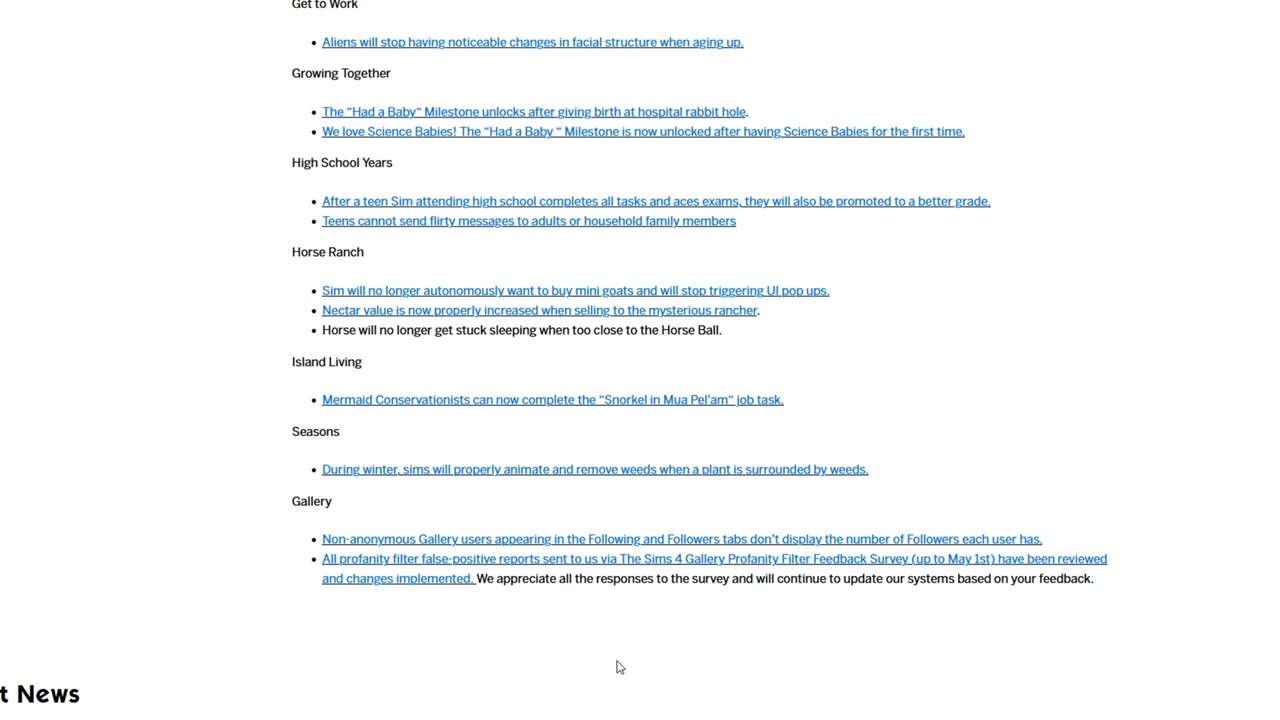 Get to Work
Aliens will stop having noticeable changes in facial structure when aging up.
Growing Together
The “Had a Baby“ Milestone unlocks after giving birth at hospital rabbit hole.
We love Science Babies! The “Had a Baby “ Milestone is now unlocked after having Science Babies for the first time.
High School Years
After a teen Sim attending high school completes all tasks and aces exams, they will also be promoted to a better grade.
Teens cannot send flirty messages to adults or household family members
Horse Ranch
Sim will no longer autonomously want to buy mini goats and will stop triggering UI pop ups.
Nectar value is now properly increased when selling to the mysterious rancher.
Horse will no longer get stuck sleeping when too close to the Horse Ball.
Island Living
Mermaid Conservationists can now complete the “Snorkel in Mua Pel'am“ job task.
Seasons
During winter, sims will properly animate and remove weeds when a plant is surrounded by weeds.
Gallery
Non-anonymous Gallery users appearing in the Following and Followers tabs don't display the number of Followers each user has.
All profanity filter false-positive reports sent to us via The Sims 4 Gallery Profanity Filter Feedback Survey (up to May 1st) have been reviewed
and changes implemented. We appreciate all the responses to the survey and will continue to update our systems based on your feedback.
t News